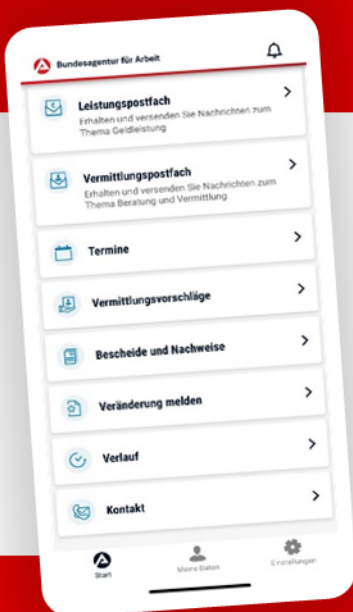 Bundesagentur für Arbeit
Leistungspostfach
Erhalten und versenden Sie Nachrichten zum
Thema Geldleistung
Vermittlungspostfach
Erhalten und versenden Sie Nachrichten zum
Thema Beratung und Vermittlung
Termine
Vermittlungsvorschläge
Bescheide und Nachweise
Veränderung melden
Verlauf
Kontakt
Start
Meine Daten
Einstellungen